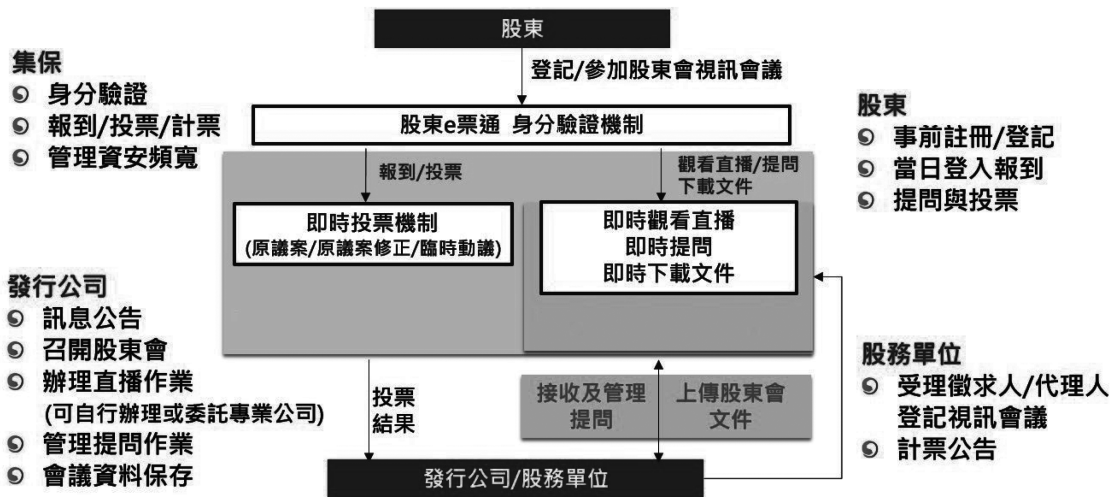 股東
登記/參加股東會視訊會議
股東e票通 身分驗證機制
集保
身分驗證
報到/投票/計票
管理資安頻寬
股東
事前註冊/登記
當日登入報到
提問與投票
報到/投票
觀看直播/提問
下載文件
即時投票機制
(原議案/原議案修正/臨時動議)
即時觀看直播
即時提問
即時下載文件
發行公司
訊息公告
召開股東會
辦理直播作業
(可自行辦理或委託專業公司)
管理提問作業
會議資料保存
股務單位
受理徵求人/代理人
登記視訊會議
計票公告
投票
結果
接收及管理
提問
上傳股東會
文件
發行公司/股務單位